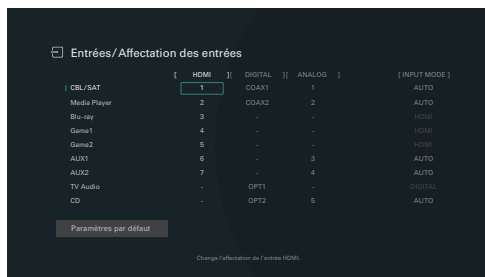 Entrées/Affectation des entrées
[ HDMI ][ DIGITAL ][ ANALOG ] [ INPUT MODE ]
CBL/SAT 1 COAX1 1 AUTO
Media Player 2 COAX2 2 AUTO
Blu-ray 3 - - HDMI
Game1 4 - - HDMI
Game2 5 - - HDMI
AUX1 6 - 3 AUTO
AUX2 7 - 4 AUTO
TV Audio - OPT1 - DIGITAL
CD - OPT2 5 AUTO
Paramètres par défaut
Change l'affectation de l'entrée HDMI.